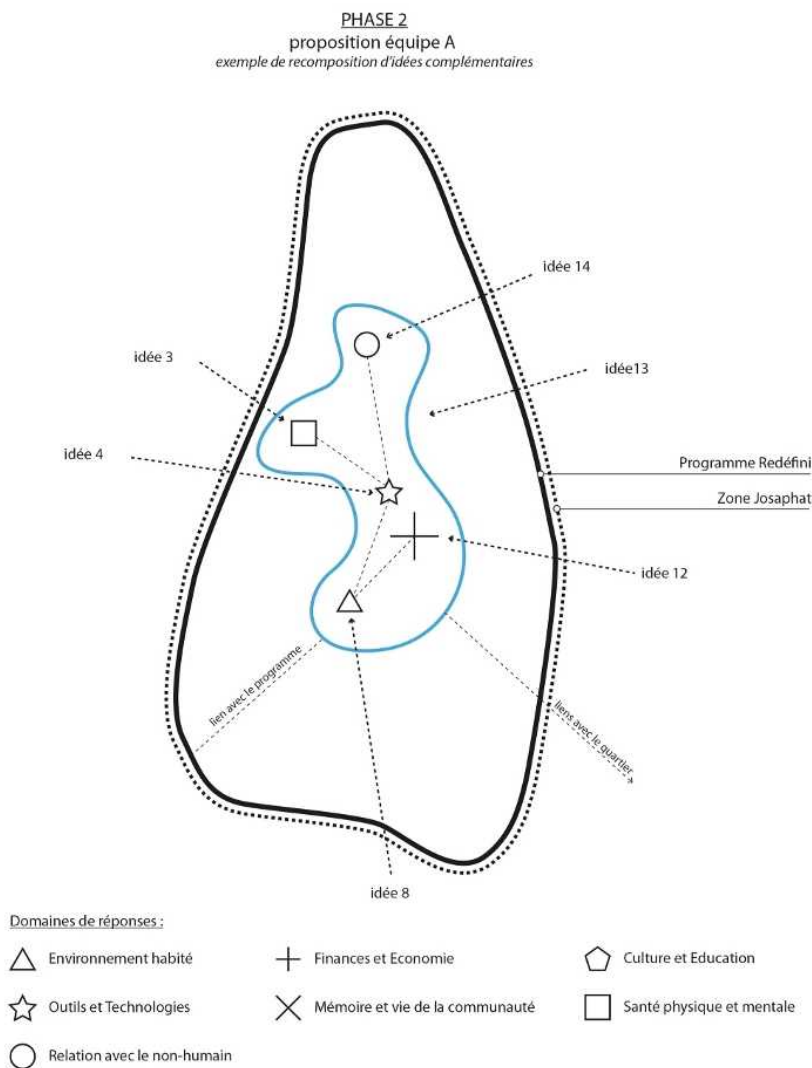 PHASE 2
proposition équipe A
exemple de recomposition d'idées complémentaires
idée 14
idée 3
idée13
idée 4
Programme Redéfini
Zone Josaphat
idée 12
lien avec le programme
liens avec le quartier
idée 8
Domaines de réponses :
Environnement habité
Finances et Economie
Culture et Education
Outils et Technologies
Mémoire et vie de la communauté
Santé physique et mentale
Relation avec le non-humain